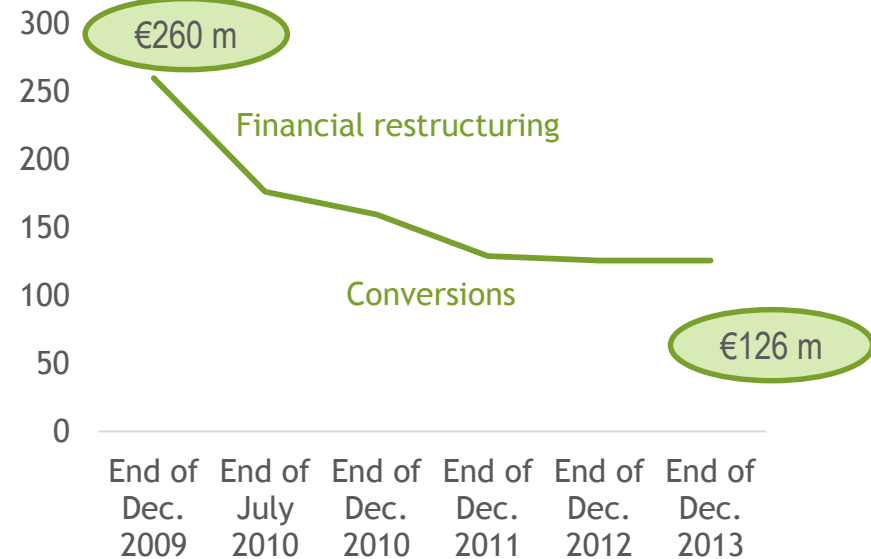 300
€260 m
250
Financial restructuring
200
150
100
Conversions
50
€126 m
0
End of End of End of End of End of End of
Dec. July Dec. Dec. Dec. Dec.
2009 2010 2010 2011 2012 2013